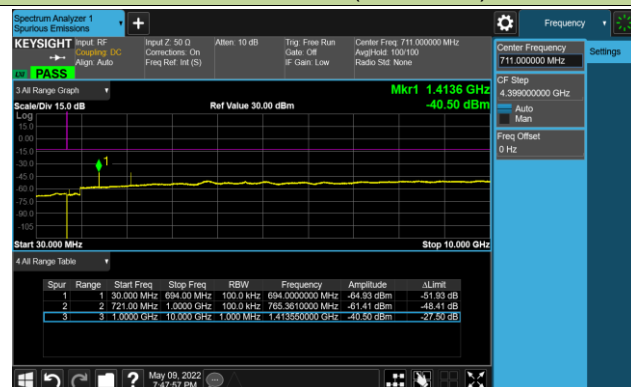 Spectrum Analyzer 1
Spurious Emissions
Frequency
KEYSIGHT
Input: RF
Coupling: DC
Align: Auto
Input Z: 50 Ω
Corrections: On
Freq Ref: Int (S)
Atten: 10 dB
Trig: Free Run
Gate: Off
IF Gain: Low
Center Freq: 711.000000 MHz
Avg|Hold: 100/100
Radio Std: None
PASS
Center Frequency
711.000000 MHz
Settings
CF Step
4.399000000 GHz
Auto
Man
Freq Offset
0 Hz
3 All Range Graph
Mkr1 1.4136 GHz
Scale/Div 15.0 dB
Ref Value 30.00 dBm
-40.50 dBm
Log
15.0
0.00
-15.0
-30.0
-45.0
-60.0
-75.0
-90.0
-105
1
Start 30.000 MHz
Stop 10.000 GHz
4 All Range Table
Spur Range Start Freq Stop Freq RBW Frequency Amplitude ΔLimit
1 1 30.000 MHz 694.00 MHz 100.0 kHz 694.0000000 MHz -64.93 dBm -51.93 dB
2 2 721.00 MHz 1.0000 GHz 100.0 kHz 765.3610000 MHz -61.41 dBm -48.41 dB
3 3 1.0000 GHz 10.000 GHz 1.000 MHz 1.413550000 GHz -40.50 dBm -27.50 dB
?
May 09, 2022
7:47:57 PM